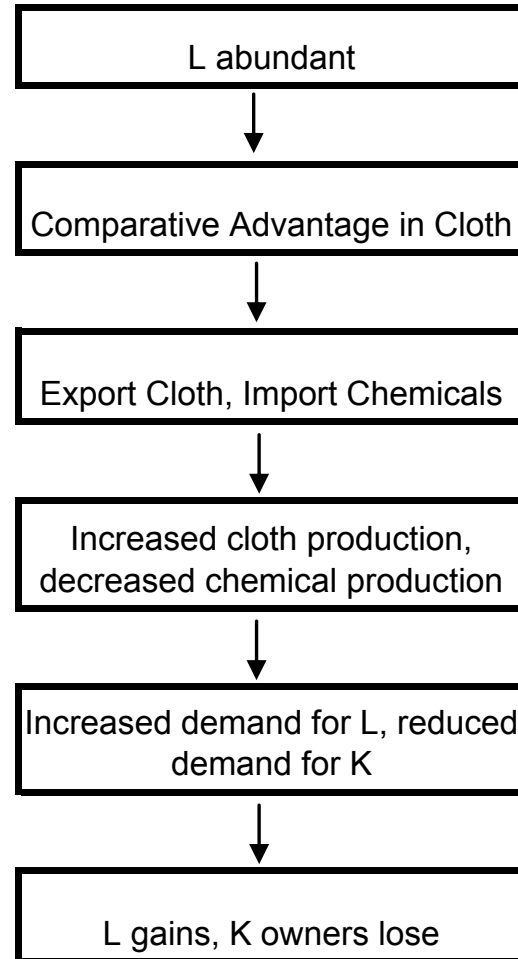 L abundant
Comparative Advantage in Cloth
Export Cloth, Import Chemicals
Increased cloth production,
decreased chemical production
Increased demand for L, reduced
demand for K
L gains, K owners lose